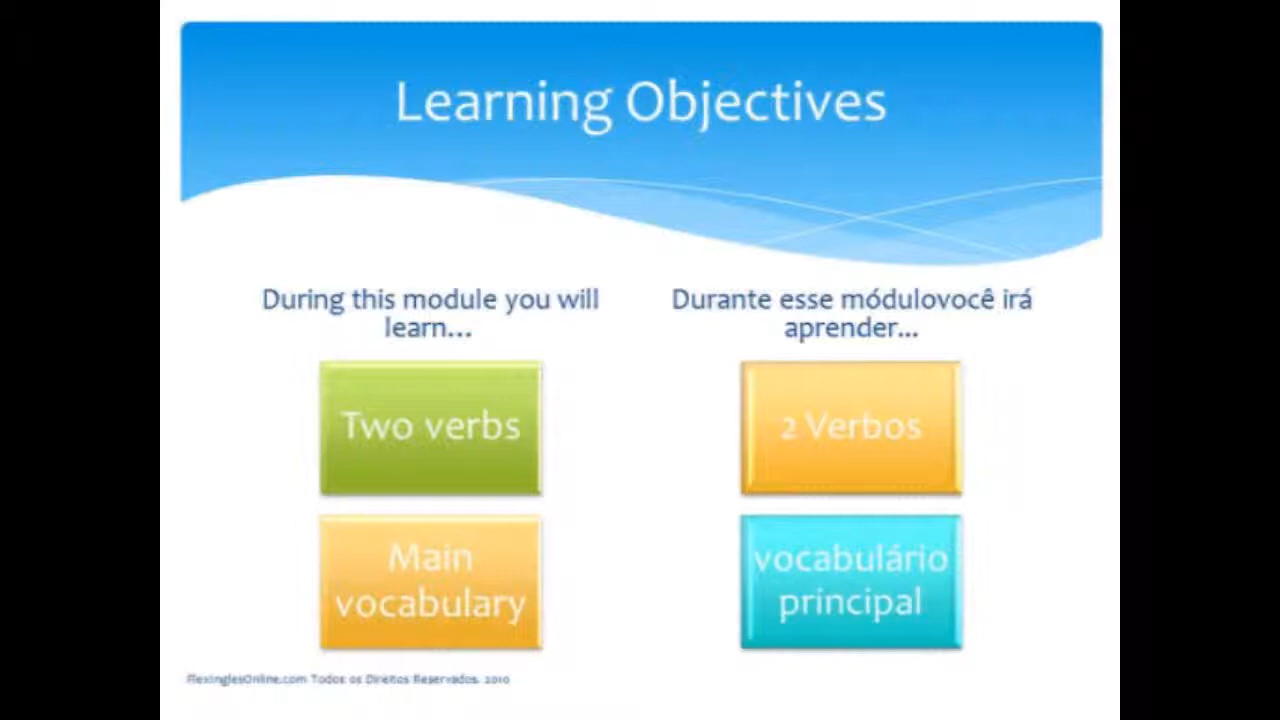 Learning Objectives
During this module you will
learn...
Two verbs
Main
vocabulary
Durante esse módulovocê irá
aprender...
2 Verbos
vocabulário
principal
FlexInglesOnline.com Todos os Direitos Reservados. 2010